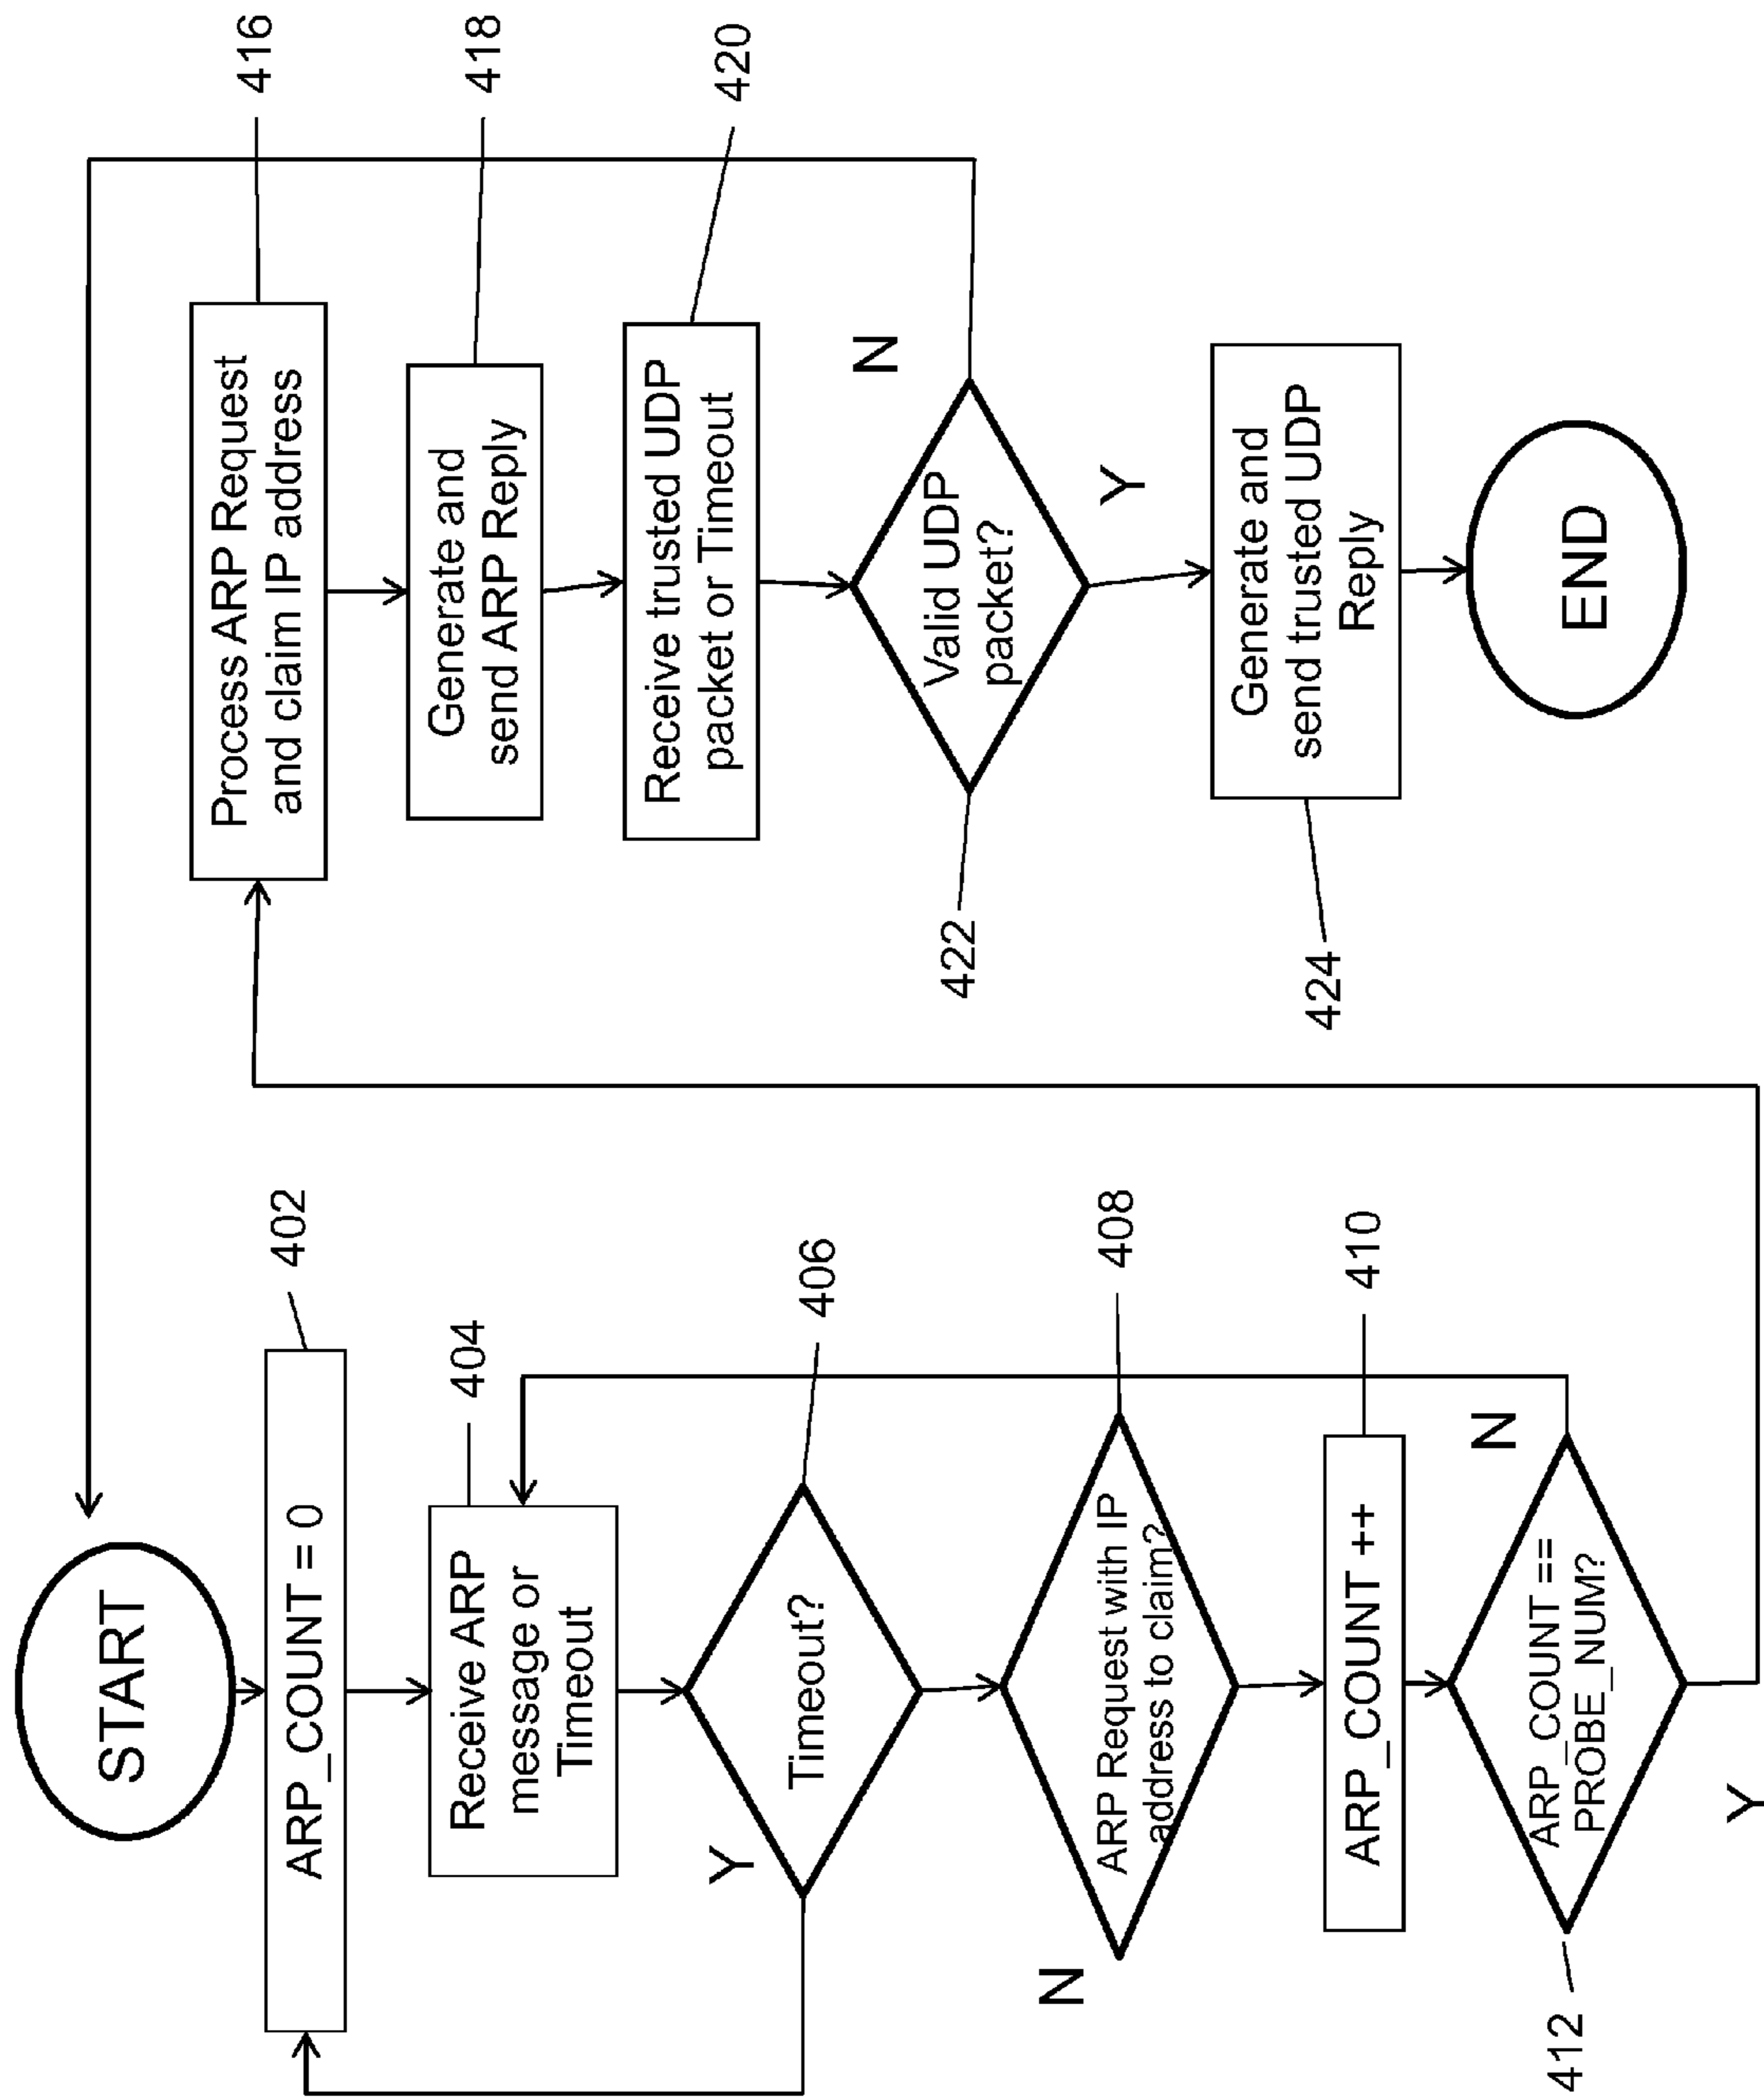 START
402
ARP_COUNT = 0
404
Receive ARP
message or
Timeout
406
Timeout?
Y
408
ARP Request with IP
address to claim?
N
410
ARP_COUNT ++
412
ARP_COUNT ==
PROBE_NUM?
N
Y
416
Process ARP Request
and claim IP address
418
Generate and
send ARP Reply
420
Receive trusted UDP
packet or Timeout
422
Valid UDP
packet?
N
Y
424
Generate and
send trusted UDP
Reply
END